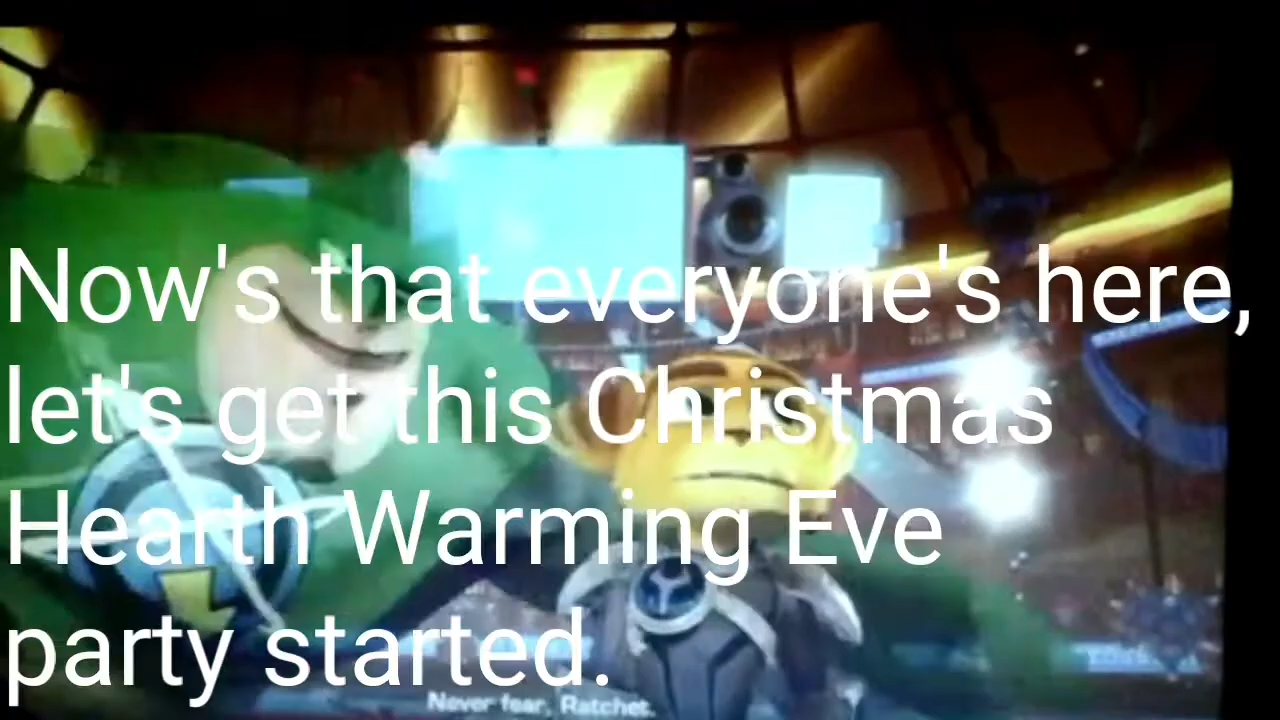 Now's that everyone's here,
let's get this Christmas
Hearth Warming Eve
party started.
Never fear, Ratchet.